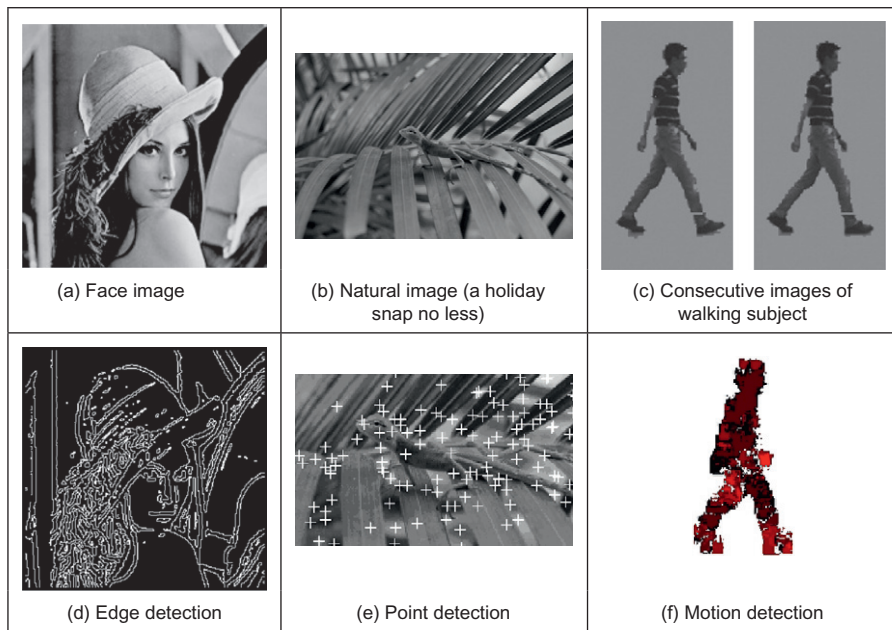 (a) Face image
(b) Natural image (a holiday
snap no less)
(c) Consecutive images of
walking subject
(d) Edge detection
(e) Point detection
(f) Motion detection